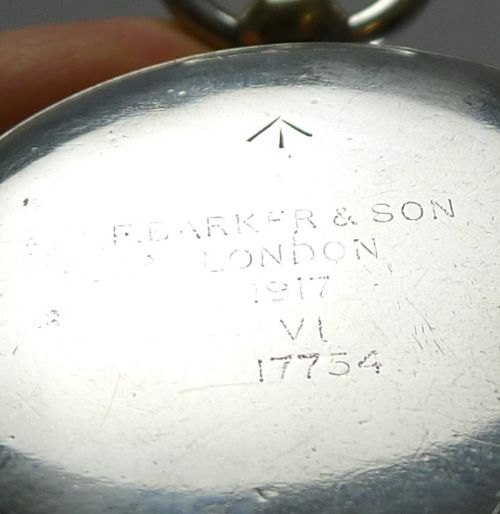 F. BARKER & SON
LONDON
1917
VI
17754